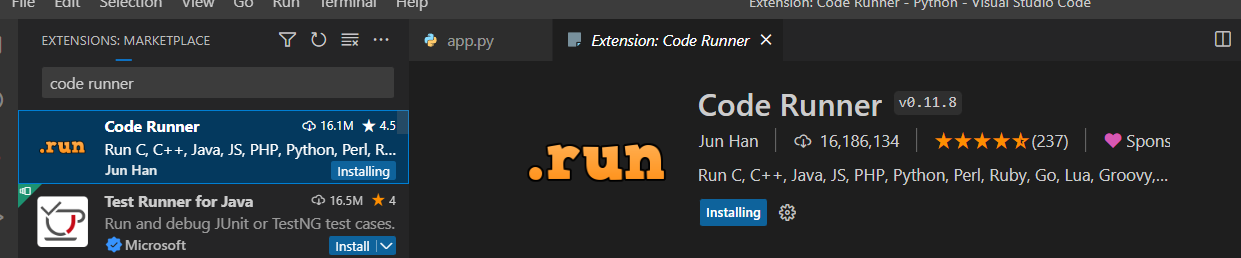 File Edit Selection View Go Run Terminal Help Extension: Code Runner - Python - Visual Studio Code
EXTENSIONS: MARKETPLACE
app.py
Extension: Code Runner
code runner
Code Runner 16.1M 4.5
Run C, C++, Java, JS, PHP, Python, Perl, R...
Jun Han Installing
Test Runner for Java 16.5M 4
Run and debug JUnit or TestNG test cases.
Microsoft Install
.run
.run
Code Runner v0.11.8
Jun Han 16,186,134 (237) Spons
Run C, C++, Java, JS, PHP, Python, Perl, Ruby, Go, Lua, Groovy,...
Installing